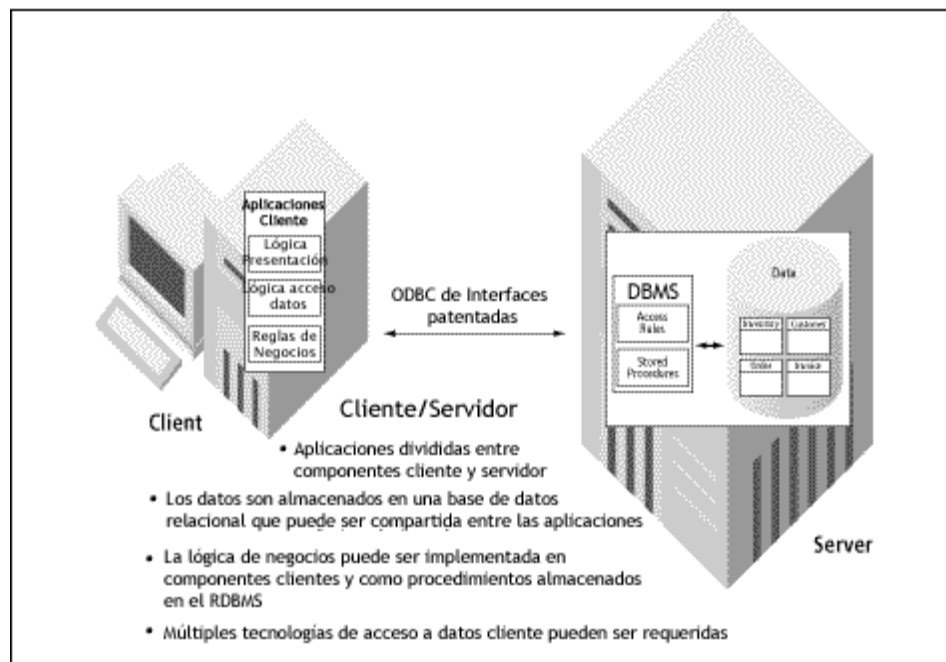 Aplicaciones
Cliente
Lógica
Presentación
Lógica acceso
datos
Reglas de
Negocios
Client
ODBC de Interfaces
patentadas
DBMS
Access
Rules
Stored
Procedures
Data
Inventory
Customer
Order
Invoice
Server
Cliente/Servidor
• Aplicaciones divididas entre
componentes cliente y servidor
• Los datos son almacenados en una base de datos
relacional que puede ser compartida entre las aplicaciones
• La lógica de negocios puede ser implementada en
componentes clientes y como procedimientos almacenados
en el RDBMS
• Múltiples tecnologías de acceso a datos cliente pueden ser requeridas